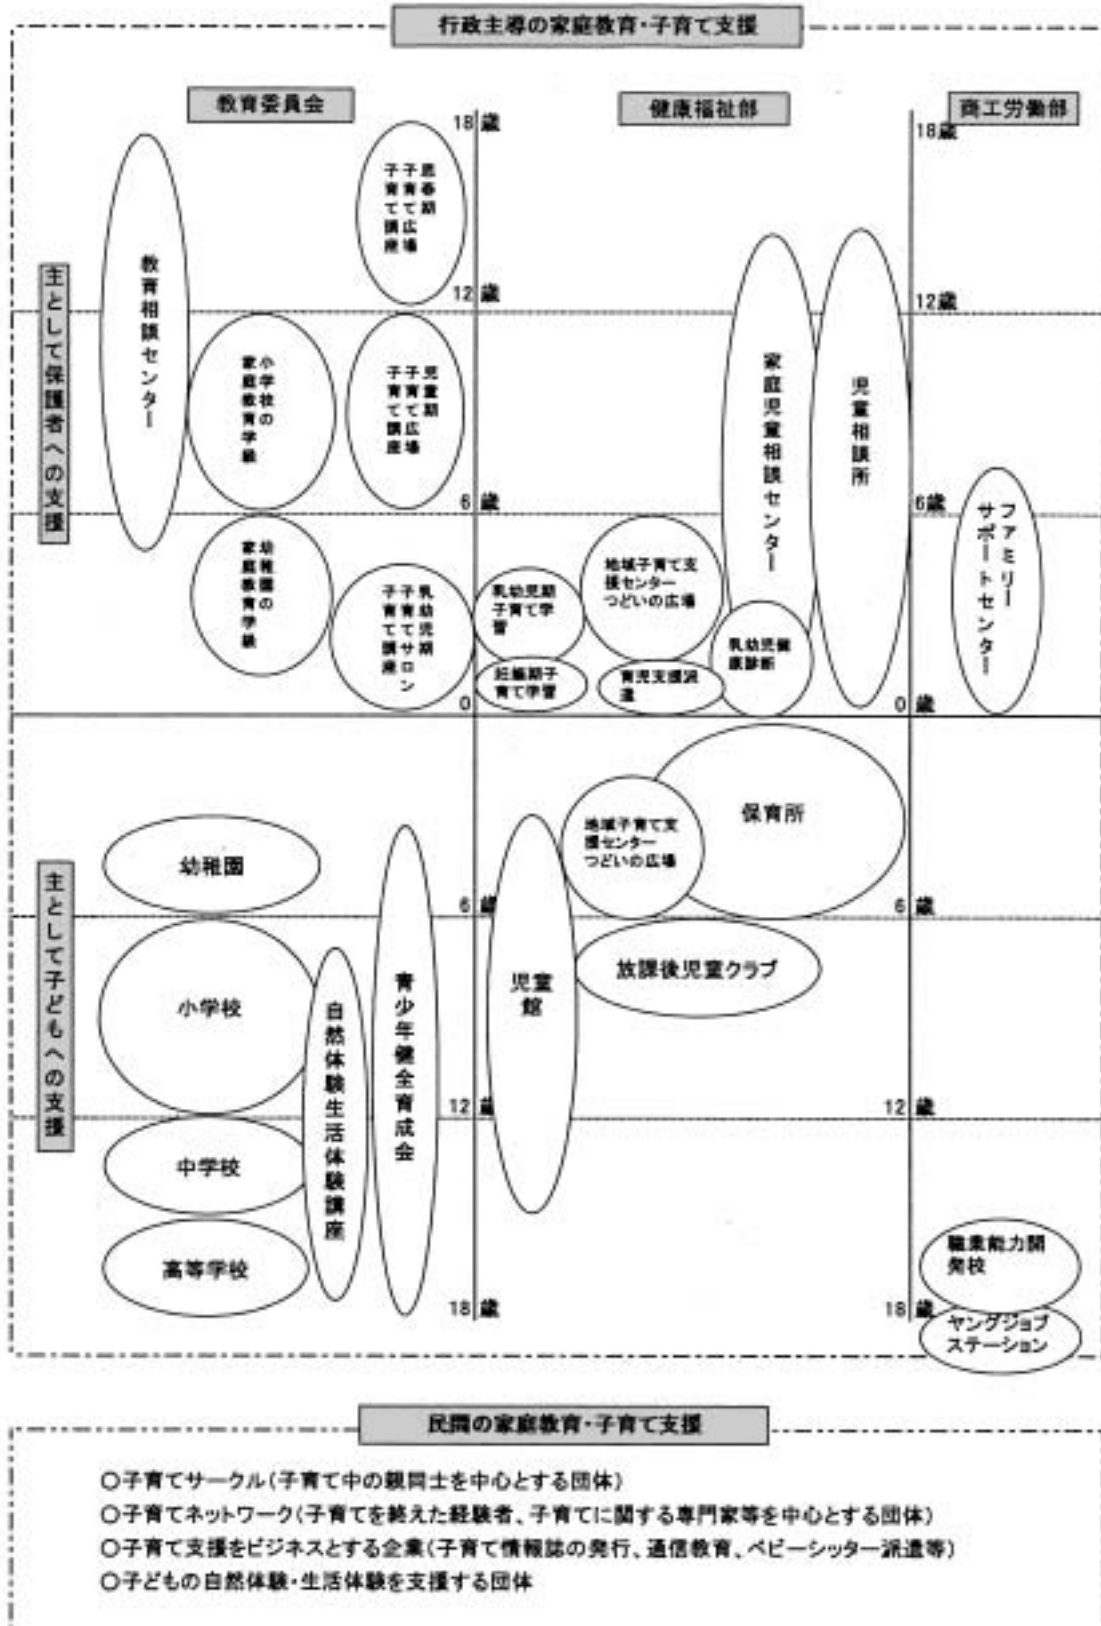 行政主導の家庭教育・子育て支援
教育委員会
健康福祉部
商工労働部
18歳
18歳
思春期
子育て広場
子育て講座
教育相談センター
主として保護者への支援
12歳
12歳
小学校の
家庭教育学級
児童期
子育て広場
子育て講座
家庭児童相談センター
児童相談所
6歳
6歳
幼稚園の
家庭教育学級
乳幼児期
子育てサロン
子育て講座
乳幼児期
子育て学
習
地域子育て支
援センター
つどいの広場
ファミリー
サポートセンター
妊娠期子
育て学習
育児支援派
遣
乳幼児健
康診断
0
0歳
保育所
地域子育て支
援センター
つどいの広場
幼稚園
主として子どもへの支援
6歳
6歳
小学校
自然体験生活体験講座
青少年健全育成会
児童
館
放課後児童クラブ
12歳
12歳
中学校
高等学校
職業能力開
発校
18歳
18歳
ヤングジョブ
ステーション
民間の家庭教育・子育て支援
○子育てサークル(子育て中の親同士を中心とする団体)
○子育てネットワーク(子育てを終えた経験者、子育てに関する専門家等を中心とする団体)
○子育て支援をビジネスとする企業(子育て情報誌の発行、通信教育、ベビーシッター派遣等)
○子どもの自然体験・生活体験を支援する団体